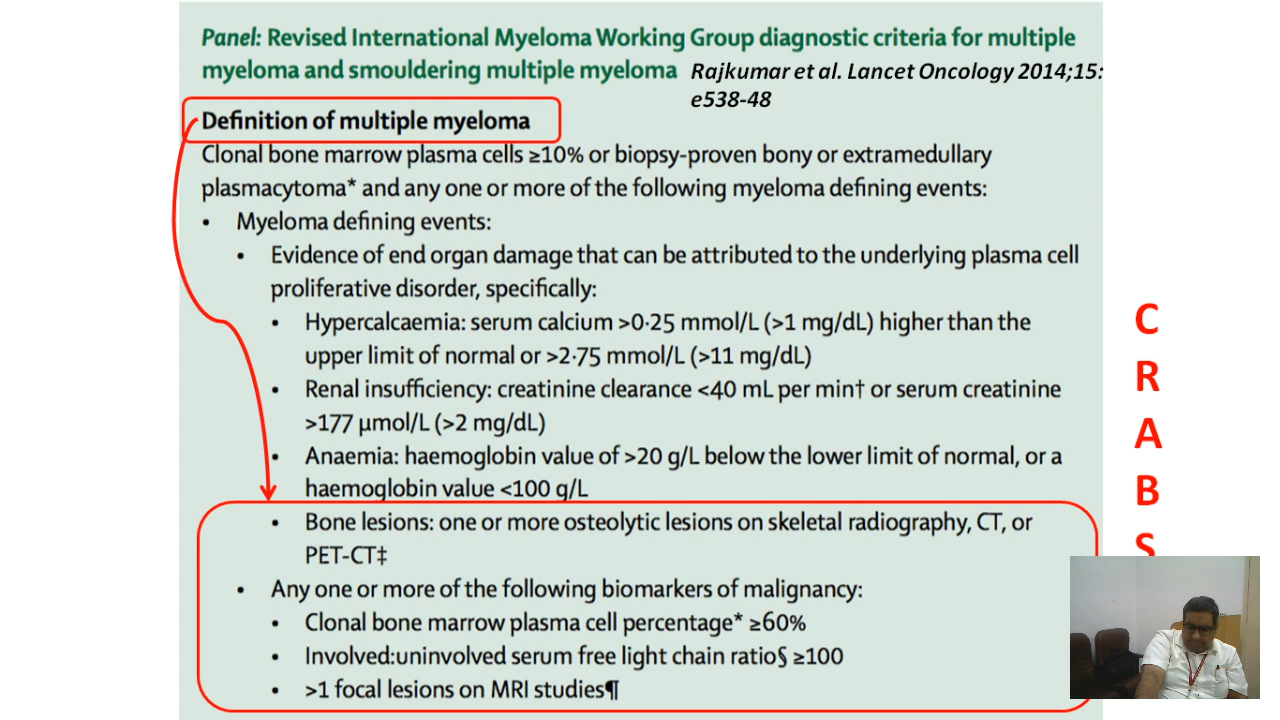 Panel: Revised International Myeloma Working Group diagnostic criteria for multiple
myeloma and smouldering multiple myeloma Rajkumar et al. Lancet Oncology 2014;15:
e538-48
Definition of multiple myeloma
Clonal bone marrow plasma cells ≥10% or biopsy-proven bony or extramedullary
plasmacytoma* and any one or more of the following myeloma defining events:
• Myeloma defining events:
• Evidence of end organ damage that can be attributed to the underlying plasma cell
proliferative disorder, specifically:
• Hypercalcaemia: serum calcium >0·25 mmol/L (>1 mg/dL) higher than the
upper limit of normal or >2·75 mmol/L (>11 mg/dL)
• Renal insufficiency: creatinine clearance <40 mL per min† or serum creatinine
>177 μmol/L (>2 mg/dL)
• Anaemia: haemoglobin value of >20 g/L below the lower limit of normal, or a
haemoglobin value <100 g/L
• Bone lesions: one or more osteolytic lesions on skeletal radiography, CT, or
PET-CT‡
• Any one or more of the following biomarkers of malignancy:
• Clonal bone marrow plasma cell percentage* ≥60%
• Involved:uninvolved serum free light chain ratio§ ≥100
• >1 focal lesions on MRI studies¶
C
R
A
B
S